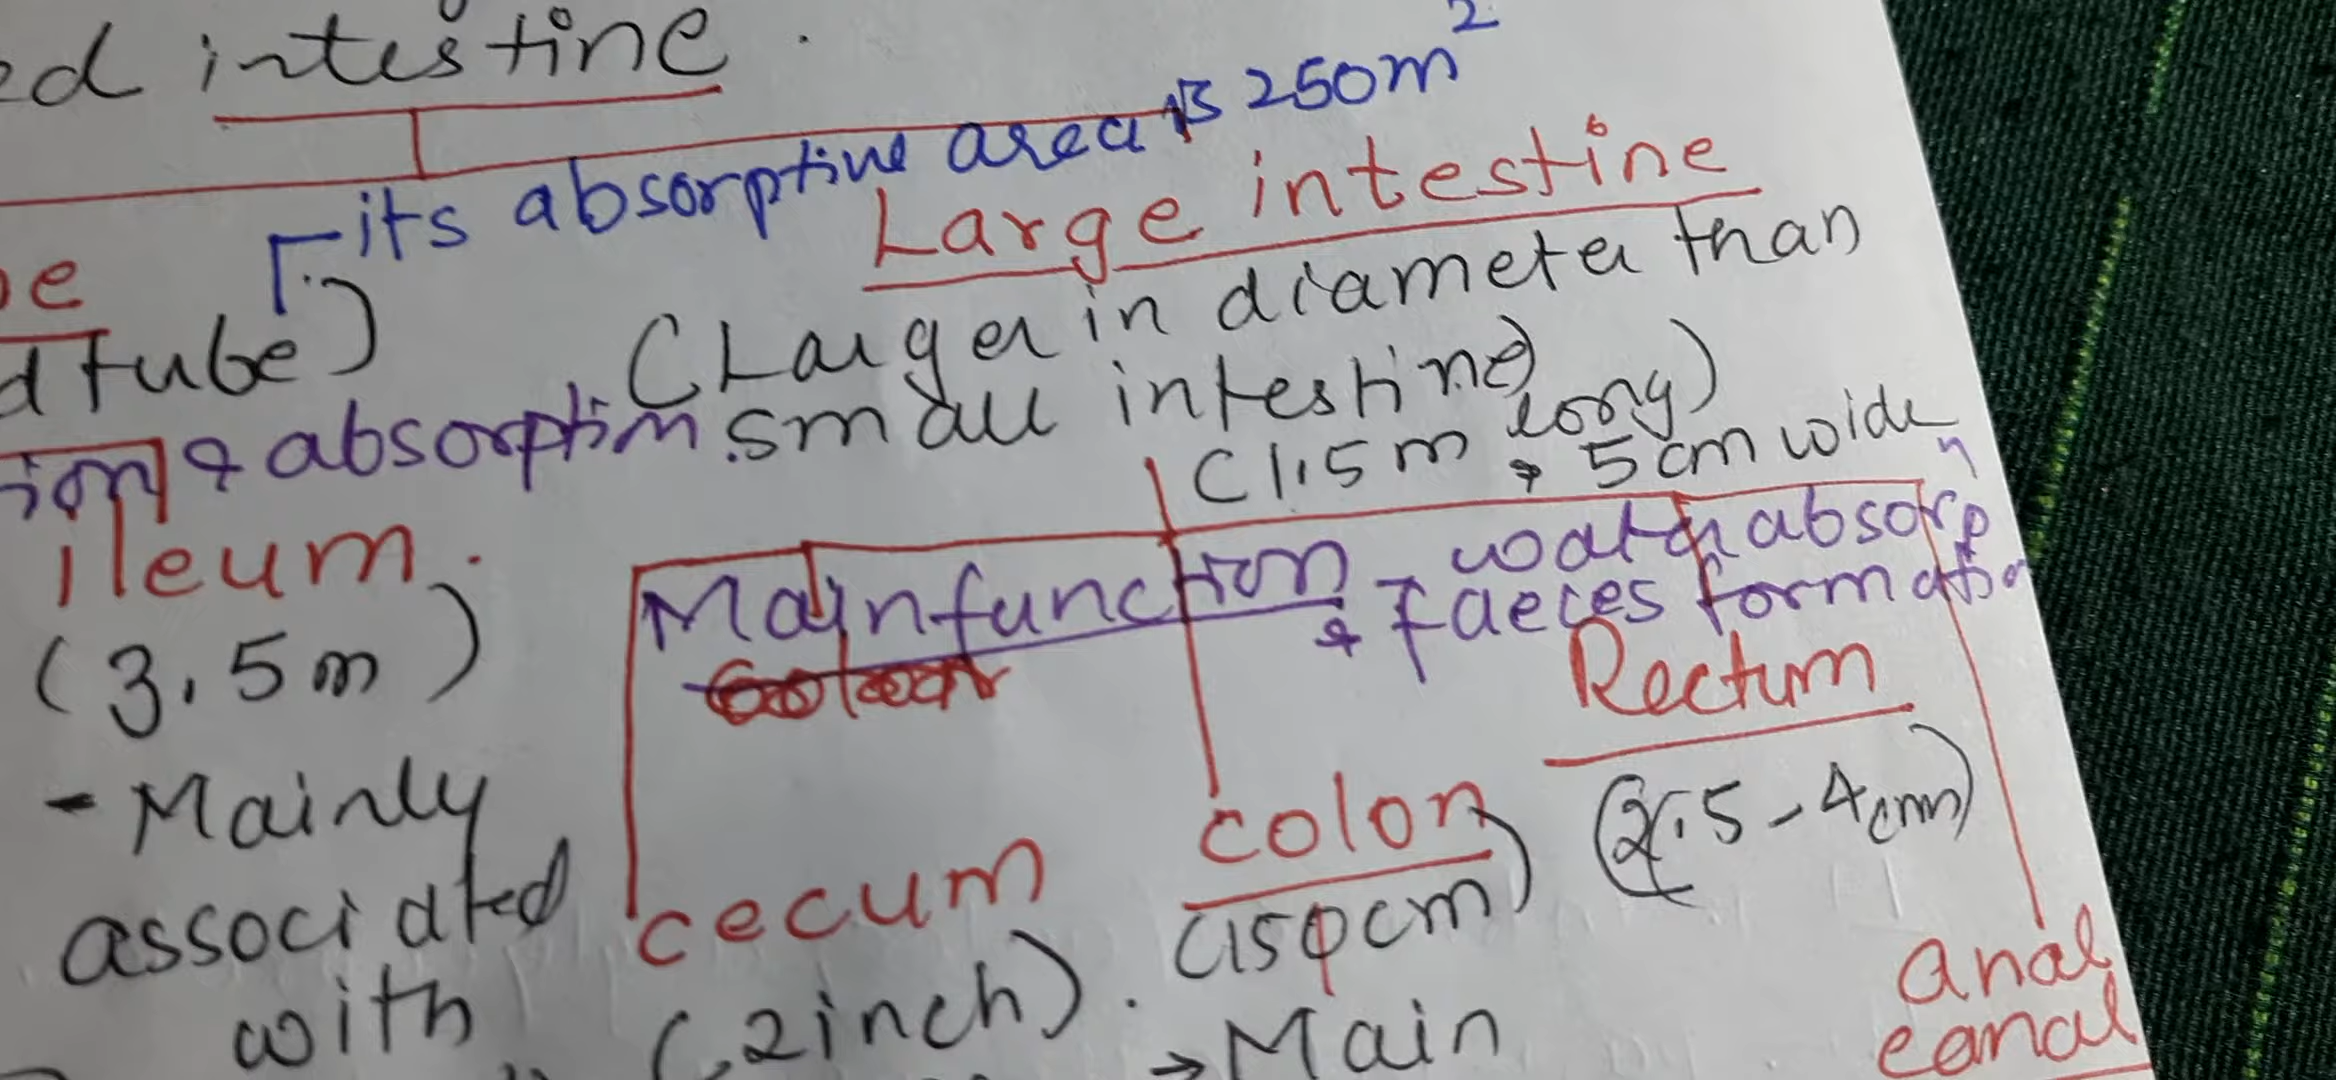 ed intestine.
its absorptive area is 250m²
Large intestine
tube)
(Larger in diameter than
small intestine)
(1.5m long)
& 5cm wide
ion & absorption.
ileum.
(3.5m)
- Mainly
associated
with
Main function - water absorp
n
& faeces formation
Rectum
(2.5-4cm)
colon
(150cm)
→ Main
cecum
(2inch).
anal
canal